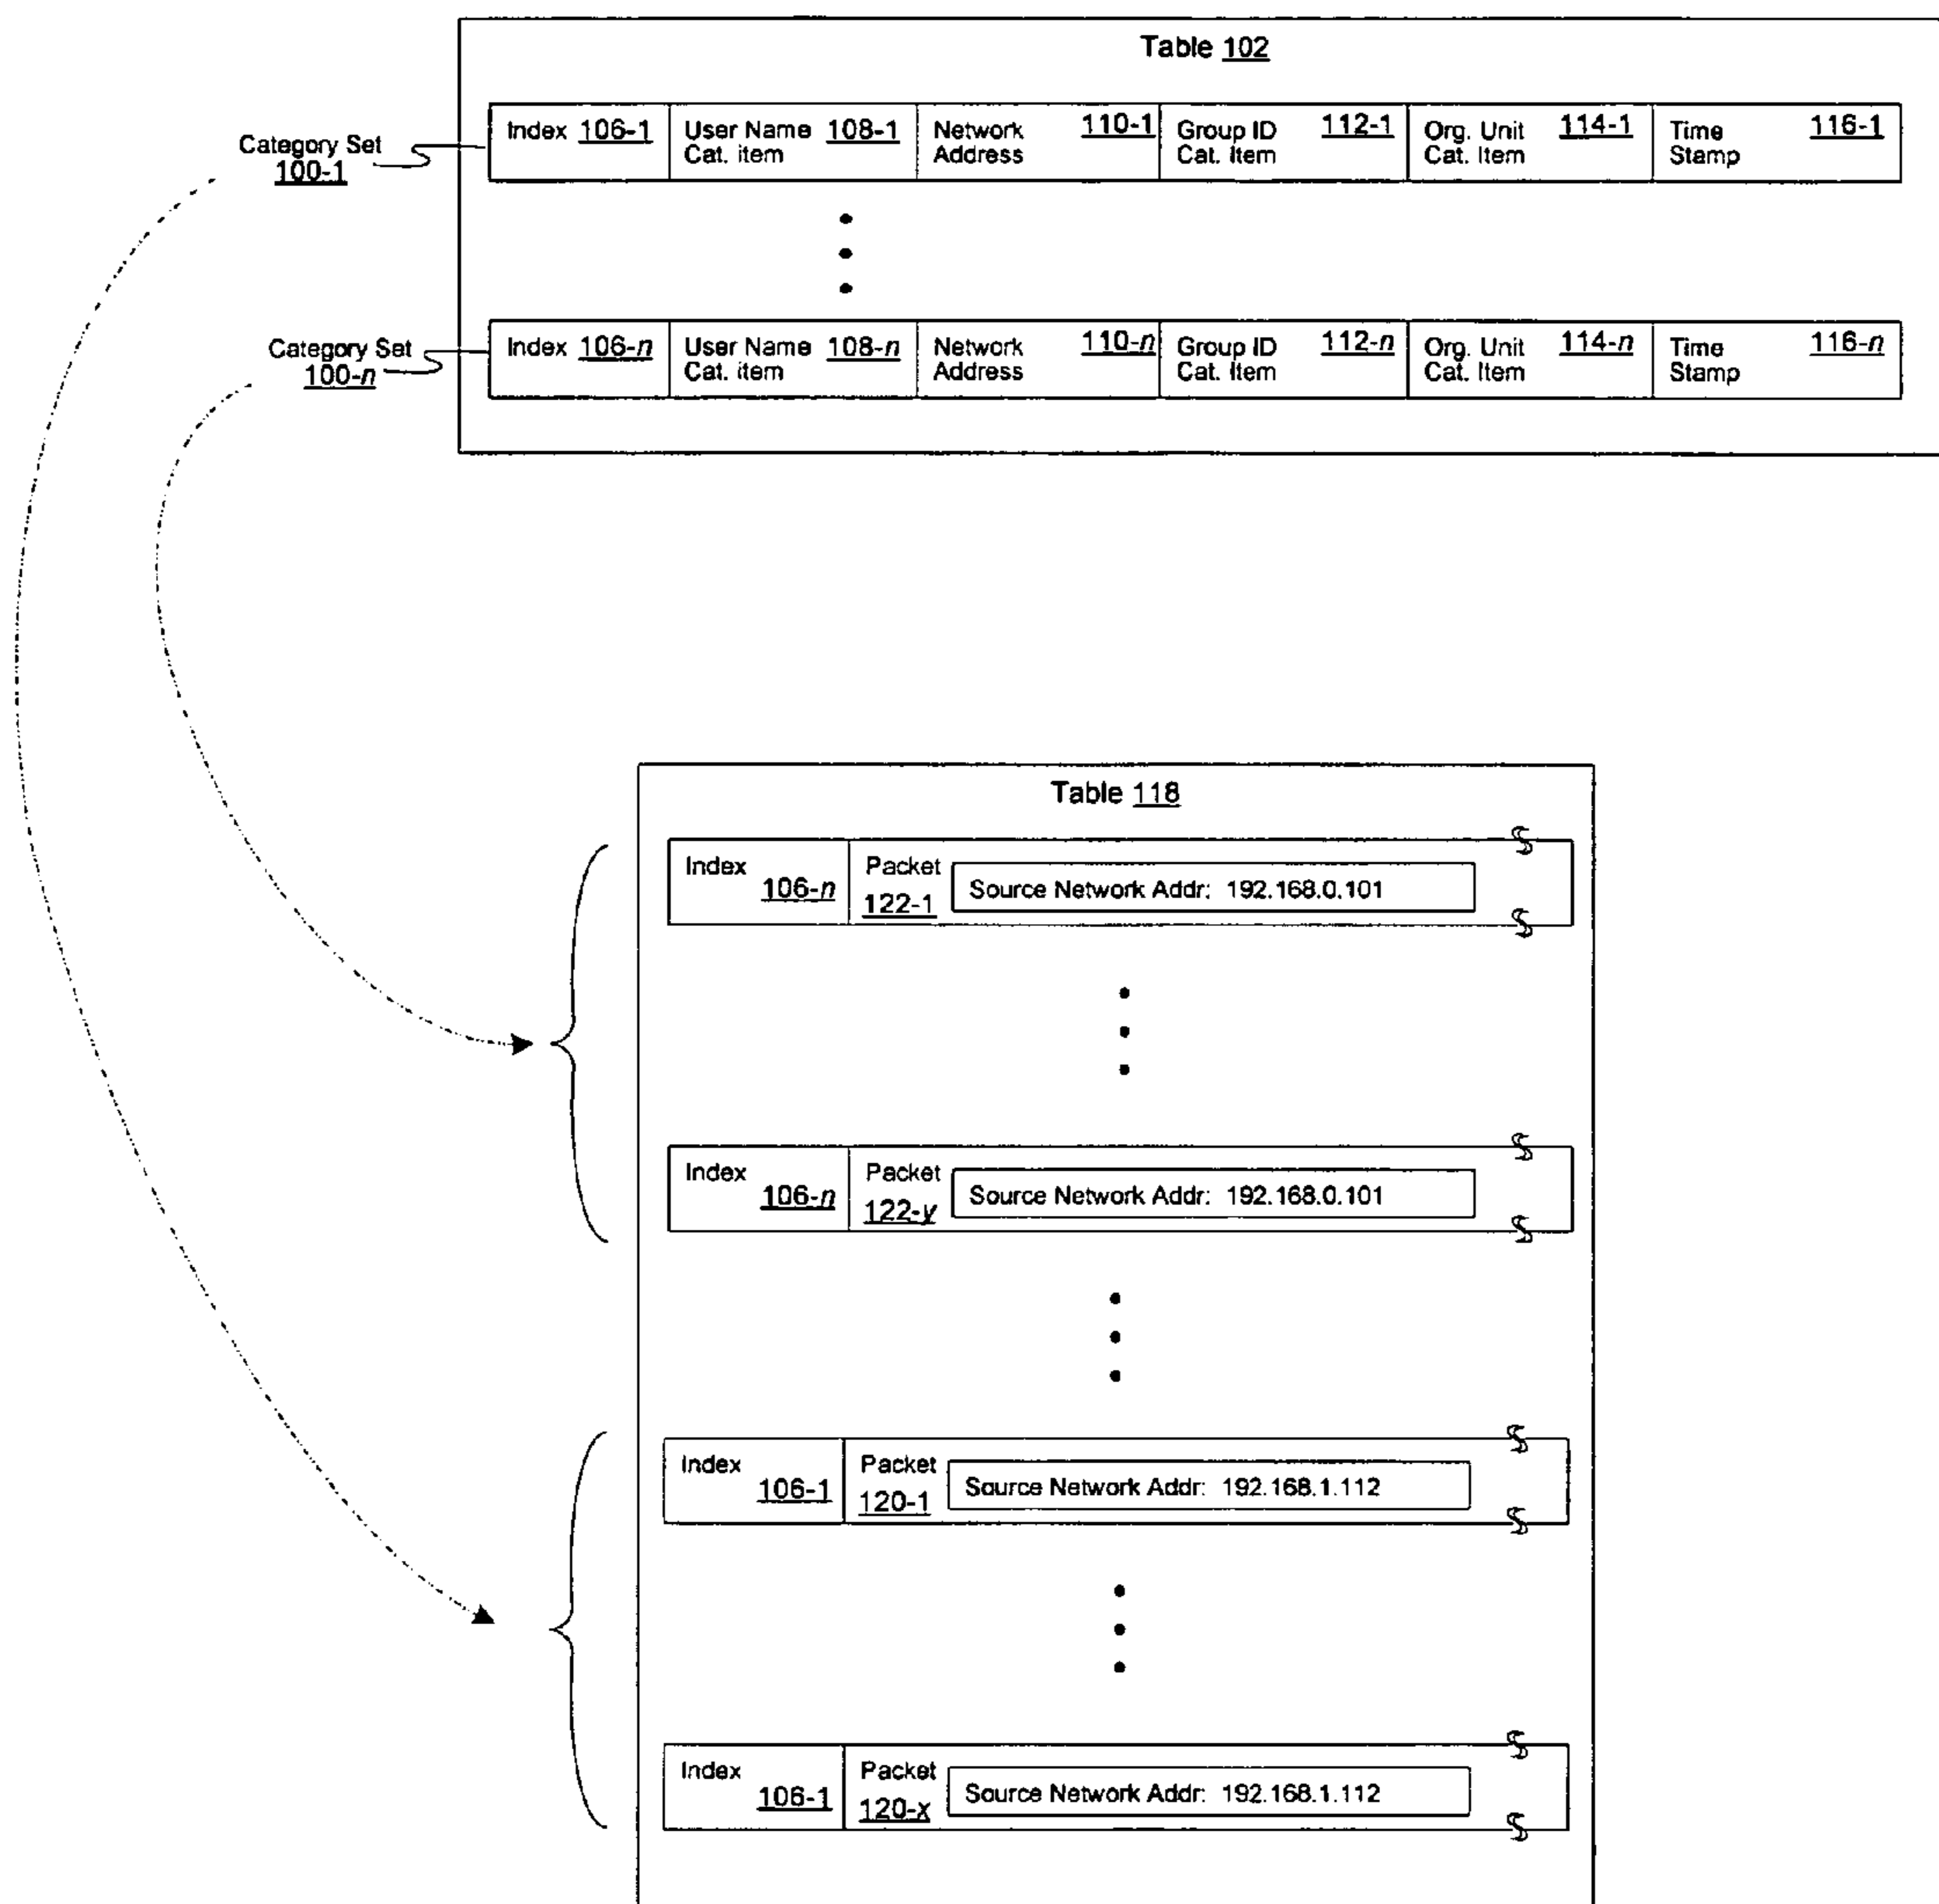 Table 102
Category Set
100-1
Index 106-1
User Name 108-1
Cat. item
Network 110-1
Address
Group ID 112-1
Cat. Item
Org. Unit 114-1
Cat. Item
Time 116-1
Stamp
Category Set
100-n
Index 106-n
User Name 108-n
Cat. item
Network 110-n
Address
Group ID 112-n
Cat. Item
Org. Unit 114-n
Cat. Item
Time 116-n
Stamp
Table 118
Index
106-n
Packet
122-1
Source Network Addr: 192.168.0.101
Index
106-n
Packet
122-y
Source Network Addr: 192.168.0.101
Index
106-1
Packet
120-1
Source Network Addr: 192.168.1.112
Index
106-1
Packet
120-x
Source Network Addr: 192.168.1.112